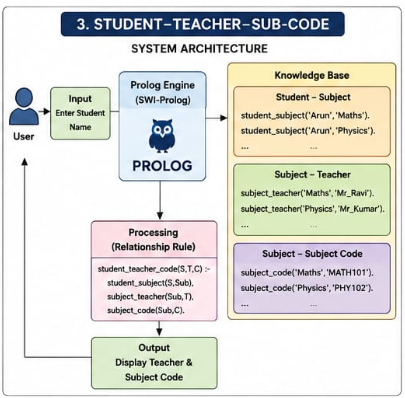 3. STUDENT–TEACHER–SUB-CODE
SYSTEM ARCHITECTURE
User
Input
Enter Student
Name
Prolog Engine
(SWI-Prolog)
PROLOG
Knowledge Base
Student – Subject
student_subject('Arun', 'Maths').
student_subject('Arun', 'Physics').
... ...
Subject – Teacher
subject_teacher('Maths', 'Mr_Ravi').
subject_teacher('Physics', 'Mr_Kumar').
... ...
Subject – Subject Code
subject_code('Maths', 'MATH101').
subject_code('Physics', 'PHY102').
... ...
Processing
(Relationship Rule)
student_teacher_code(S,T,C) :-
student_subject(S,Sub),
subject_teacher(Sub,T),
subject_code(Sub,C).
Output
Display Teacher &
Subject Code